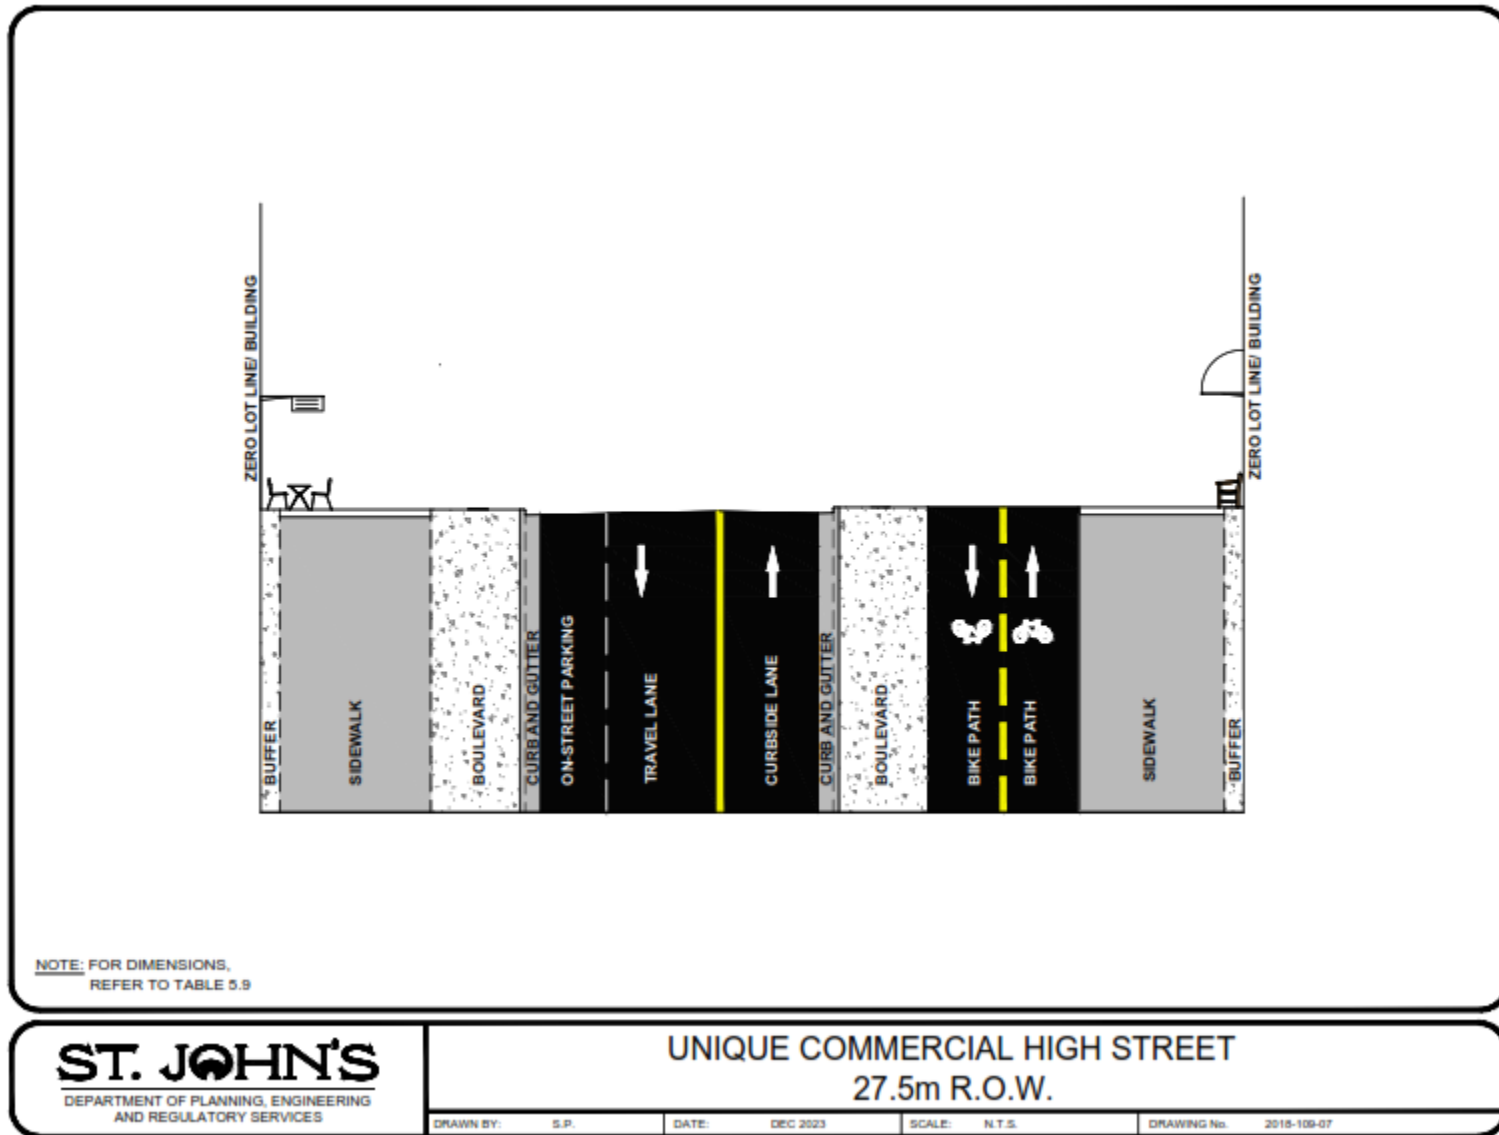 ZERO LOT LINE/ BUILDING
ZERO LOT LINE/ BUILDING
BUFFER
SIDEWALK
BOULEVARD
CURB AND GUTTER
ON-STREET PARKING
TRAVEL LANE
CURBSIDE LANE
CURB AND GUTTER
BOULEVARD
BIKE PATH
BIKE PATH
SIDEWALK
BUFFER
NOTE: FOR DIMENSIONS,
REFER TO TABLE 5.9
ST. JOHN'S
DEPARTMENT OF PLANNING, ENGINEERING
AND REGULATORY SERVICES
UNIQUE COMMERCIAL HIGH STREET
27.5m R.O.W.
DRAWN BY: S.P. DATE: DEC 2023 SCALE: N.T.S. DRAWING No. 2018-109-07